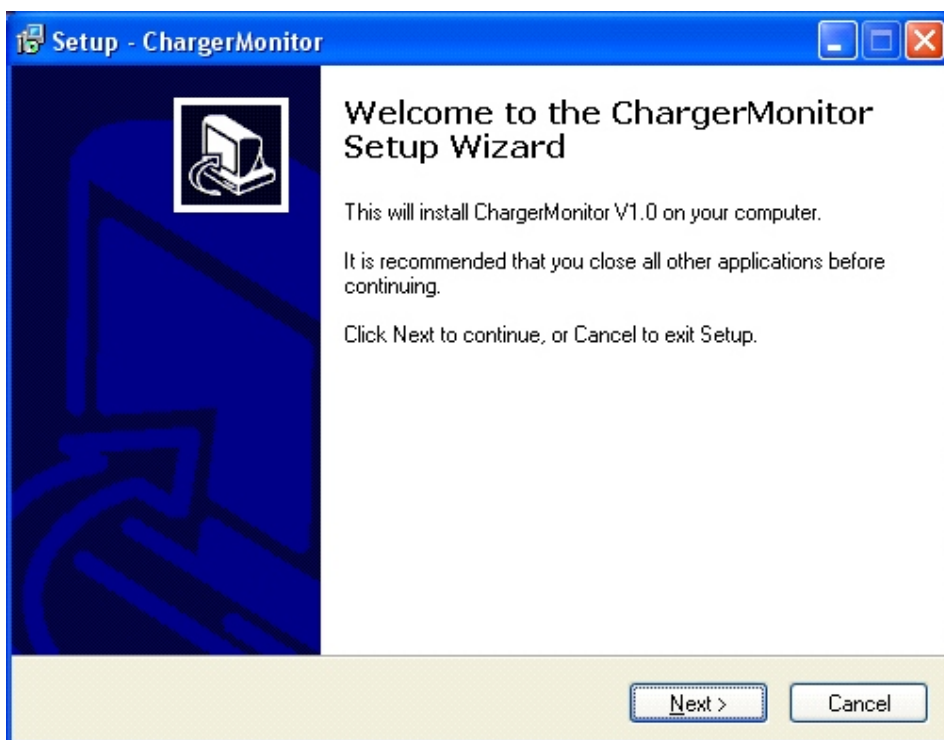 Setup - ChargerMonitor
Welcome to the ChargerMonitor
Setup Wizard
This will install ChargerMonitor V1.0 on your computer.
It is recommended that you close all other applications before
continuing.
Click Next to continue, or Cancel to exit Setup.
Next >
Cancel